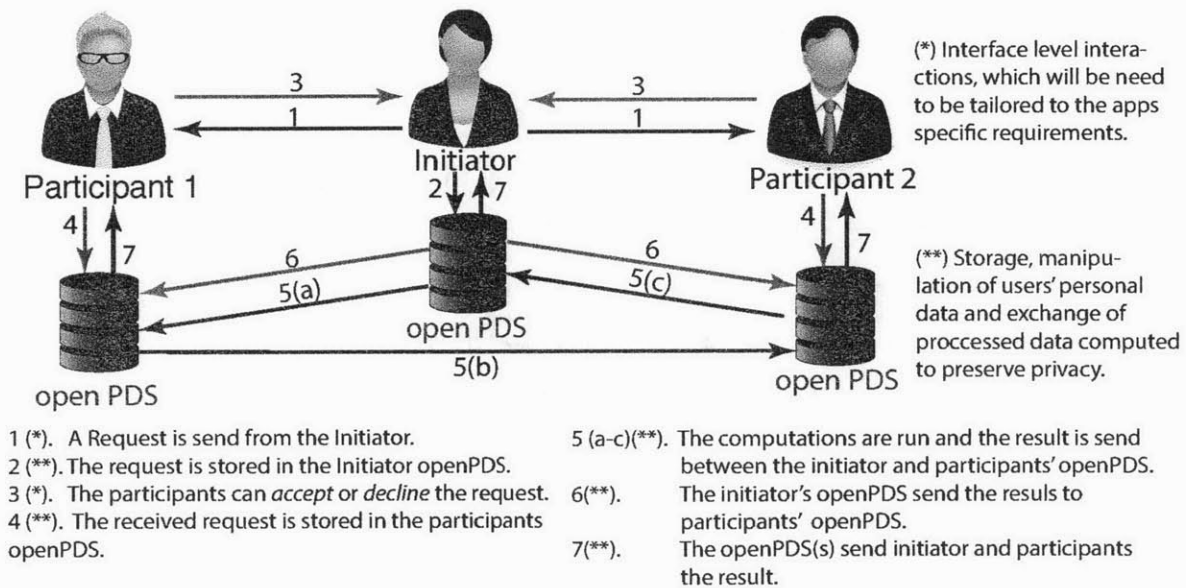 3
3
1
1
(*) Interface level interac-
tions, which will be need
to be tailored to the apps
specific requirements.
Participant 1
Initiator
Participant 2
4
7
2
7
4
7
6
6
5(a)
5(c)
5(b)
open PDS
open PDS
open PDS
(**) Storage, manipu-
lation of users' personal
data and exchange of
proccessed data computed
to preserve privacy.
1 (*). A Request is send from the Initiator.
2 (**). The request is stored in the Initiator openPDS.
3 (*). The participants can accept or decline the request.
4 (**). The received request is stored in the participants
openPDS.
5 (a-c)(**). The computations are run and the result is send
between the initiator and participants' openPDS.
6(**). The initiator's openPDS send the resuls to
participants' openPDS.
7(**). The openPDS(s) send initiator and participants
the result.